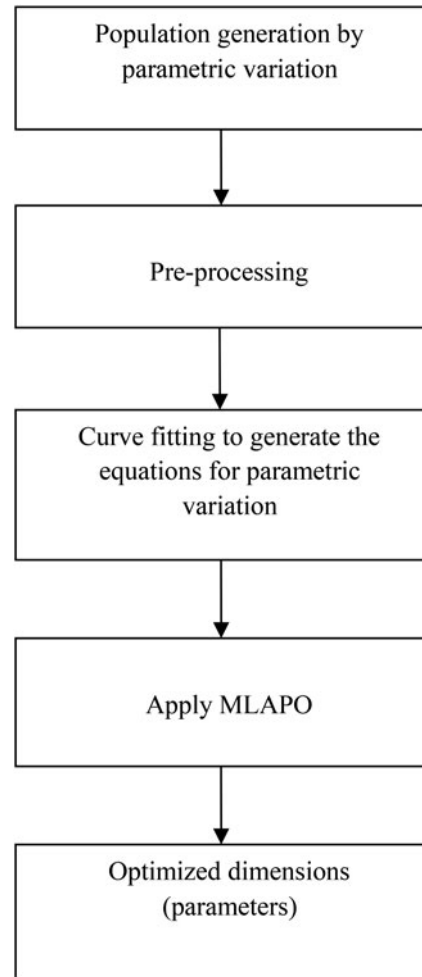 Population generation by
parametric variation
Pre-processing
Curve fitting to generate the
equations for parametric
variation
Apply MLAPO
Optimized dimensions
(parameters)